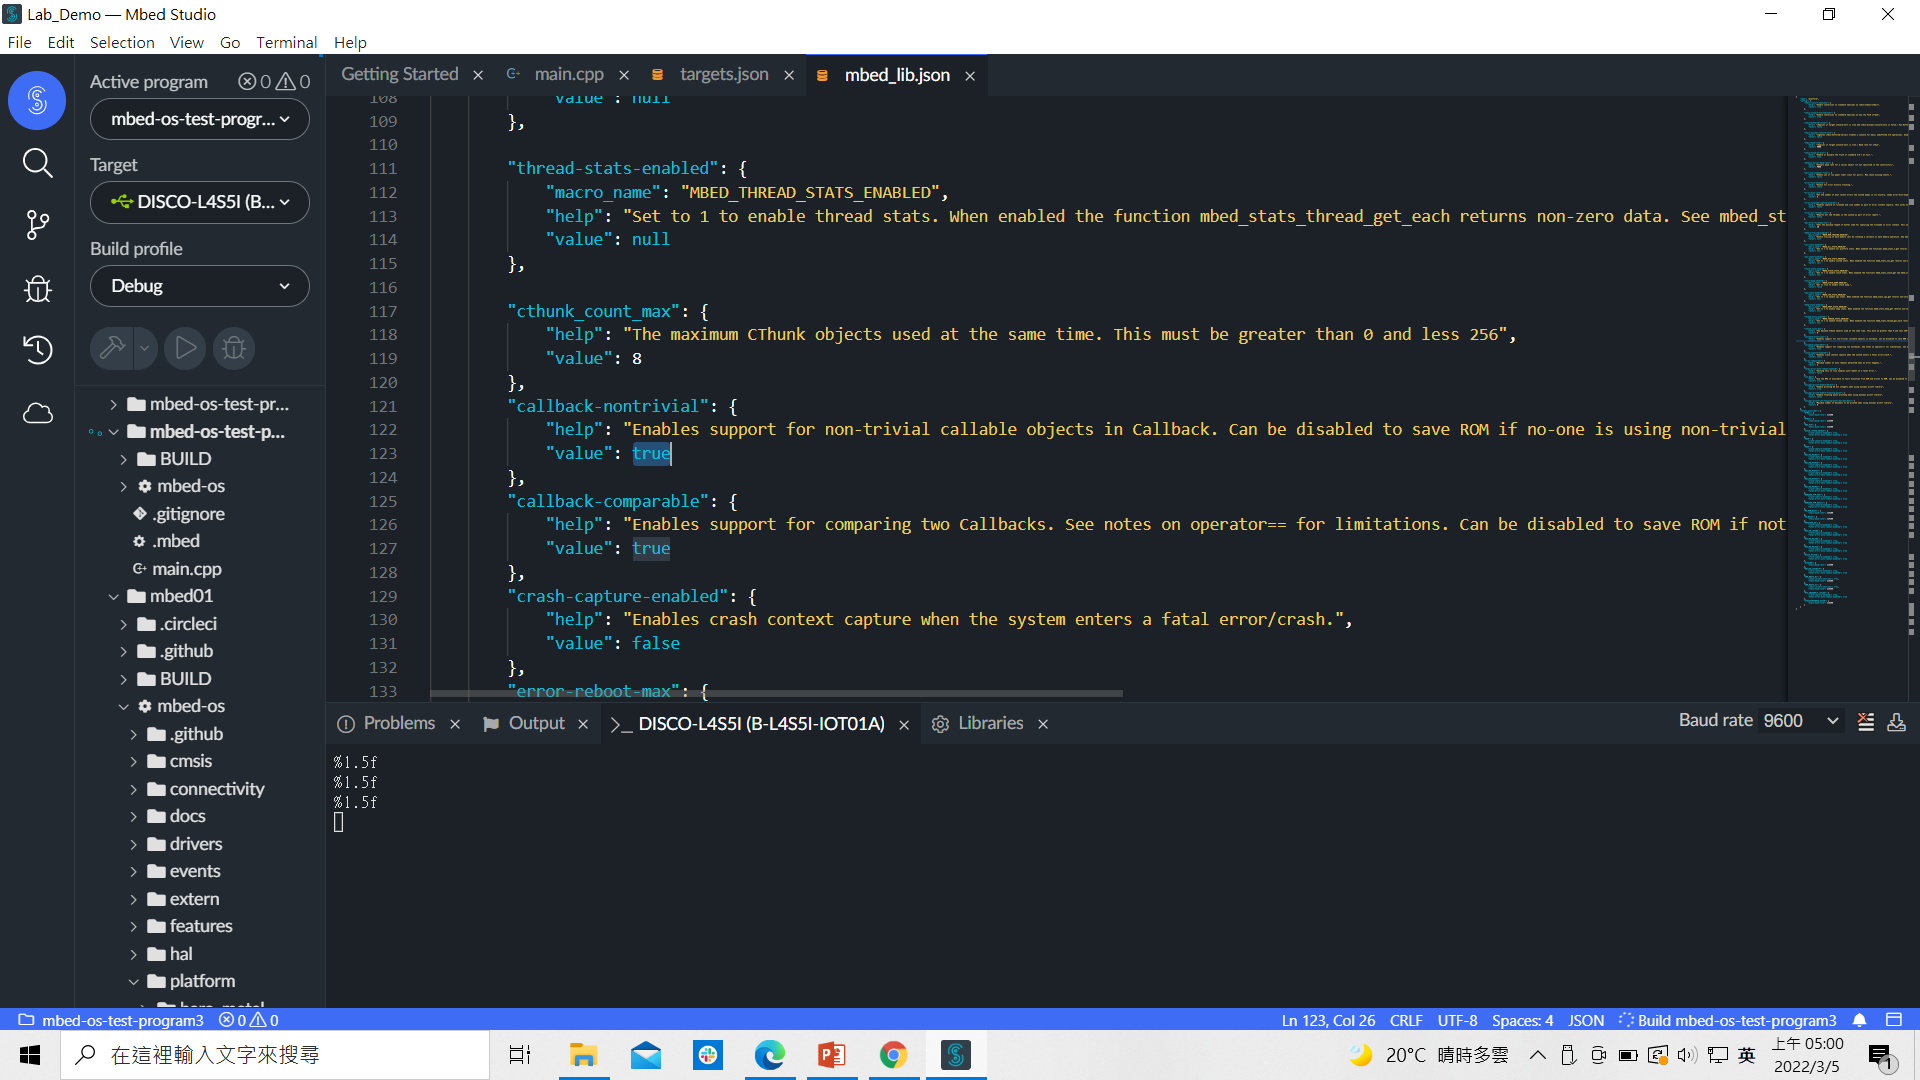 Lab_Demo — Mbed Studio
File Edit Selection View Go Terminal Help
Active program 0 0
mbed-os-test-progr...
Target
DISCO-L4S5I (B...
Build profile
Debug
mbed-os-test-pr...
mbed-os-test-p...
BUILD
mbed-os
.gitignore
.mbed
main.cpp
mbed01
.circleci
.github
BUILD
mbed-os
.github
cmsis
connectivity
docs
drivers
events
extern
features
hal
platform
Getting Started main.cpp targets.json mbed_lib.json
108 "value": null
109 },
110
111 "thread-stats-enabled": {
112 "macro_name": "MBED_THREAD_STATS_ENABLED",
113 "help": "Set to 1 to enable thread stats. When enabled the function mbed_stats_thread_get_each returns non-zero data. See mbed_st
114 "value": null
115 },
116
117 "cthunk_count_max": {
118 "help": "The maximum CThunk objects used at the same time. This must be greater than 0 and less 256",
119 "value": 8
120 },
121 "callback-nontrivial": {
122 "help": "Enables support for non-trivial callable objects in Callback. Can be disabled to save ROM if no-one is using non-trivial
123 "value": true
124 },
125 "callback-comparable": {
126 "help": "Enables support for comparing two Callbacks. See notes on operator== for limitations. Can be disabled to save ROM if not
127 "value": true
128 },
129 "crash-capture-enabled": {
130 "help": "Enables crash context capture when the system enters a fatal error/crash.",
131 "value": false
132 },
133 "error-reboot-max": {
Problems Output DISCO-L4S5I (B-L4S5I-IOT01A) Libraries Baud rate 9600
%1.5f
%1.5f
%1.5f
mbed-os-test-program3 0 0 Ln 123, Col 26 CRLF UTF-8 Spaces: 4 JSON Build mbed-os-test-program3
在這裡輸入文字來搜尋
20°C 晴時多雲 英
上午 05:00
2022/3/5
1